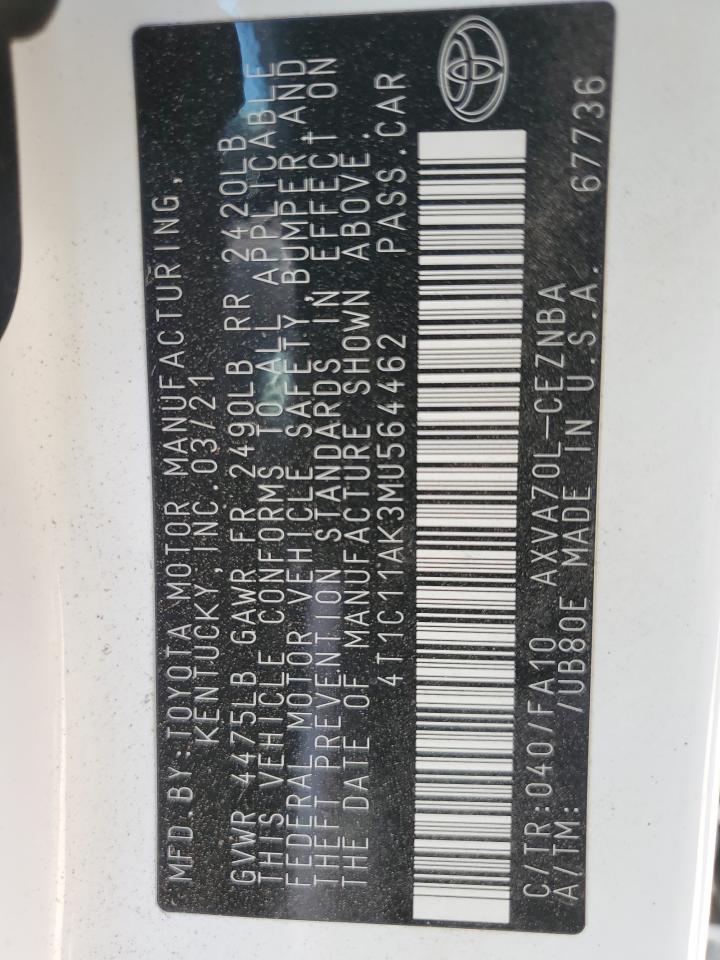 MFD.BY:TOYOTA MOTOR MANUFACTURING,
KENTUCKY,INC.03/21
GVWR 4475LB GAWR FR 2490LB RR 2420LB
THIS VEHICLE CONFORMS TO ALL APPLICABLE
FEDERAL MOTOR VEHICLE SAFETY, BUMPER AND
THEFT PREVENTION STANDARDS IN EFFECT ON
THE DATE OF MANUFACTURE SHOWN ABOVE.
4T1C11AK3MU564462 PASS.CAR
C/TR:040/FA10 AXVA70L-CEZNBA
A/TM: /UB80E MADE IN U.S.A. 67736